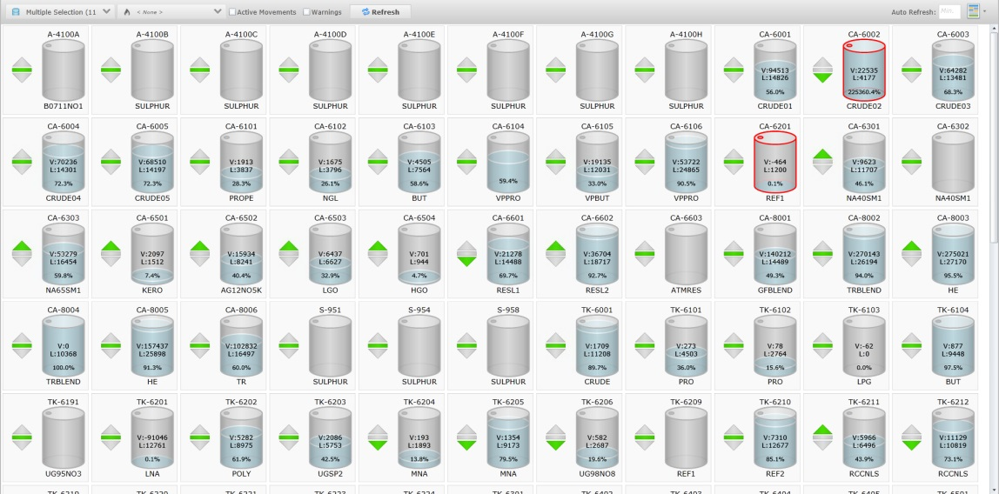 Multiple Selection (11
< None >
Active Movements
Warnings
Refresh
Auto Refresh:
A-4100A
B0711NO1
A-4100B
SULPHUR
A-4100C
SULPHUR
A-4100D
SULPHUR
A-4100E
SULPHUR
A-4100F
SULPHUR
A-4100G
SULPHUR
A-4100H
SULPHUR
CA-6001
V:94513
L:14826
56.0%
CRUDE01
CA-6002
V:22535
L:4177
225360.4%
CRUDE02
CA-6003
V:64282
L:13481
68.3%
CRUDE03
CA-6004
V:70236
L:14301
72.3%
CRUDE04
CA-6005
V:68510
L:14197
72.3%
CRUDE05
CA-6101
V:1913
L:3837
28.3%
PROPE
CA-6102
V:1675
L:3796
26.1%
NGL
CA-6103
V:4505
L:7564
58.6%
BUT
CA-6104
59.4%
VPPRO
CA-6105
V:19135
L:12031
33.0%
VPBUT
CA-6106
V:53722
L:24865
90.5%
VPPRO
CA-6201
V:-464
L:1200
0.1%
REF1
CA-6301
V:9623
L:11707
46.1%
NA40SM1
CA-6302
NA40SM1
CA-6303
V:53279
L:16454
59.8%
NA65SM1
CA-6501
V:2097
L:1512
7.4%
KERO
CA-6502
V:15934
L:8241
40.4%
AG12NO5K
CA-6503
V:6437
L:6627
32.9%
LGO
CA-6504
V:701
L:944
4.7%
HGO
CA-6601
V:21278
L:14488
69.7%
RESL1
CA-6602
V:36704
L:18717
92.7%
RESL2
CA-6603
ATMRES
CA-8001
V:140212
L:14489
49.3%
GFBLEND
CA-8002
V:270143
L:26194
94.0%
TRBLEND
CA-8003
V:275021
L:27170
95.5%
HE
CA-8004
V:0
L:10368
100.0%
TRBLEND
CA-8005
V:157437
L:25898
91.3%
HE
CA-8006
V:102832
L:16497
60.0%
TR
S-951
SULPHUR
S-954
SULPHUR
S-958
SULPHUR
TK-6001
V:1709
L:11208
89.7%
CRUDE
TK-6101
V:273
L:4503
36.0%
PRO
TK-6102
V:78
L:2764
15.6%
PRO
TK-6103
V:-62
L:0
0.0%
LPG
TK-6104
V:877
L:9448
97.5%
BUT
TK-6191
UG95NO3
TK-6201
V:-91046
L:12761
0.1%
LNA
TK-6202
V:5282
L:8975
61.9%
POLY
TK-6203
V:2086
L:5753
42.5%
UGSP2
TK-6204
V:193
L:1893
13.8%
MNA
TK-6205
V:1354
L:9173
79.5%
MNA
TK-6206
V:582
L:2687
19.6%
UG98NO8
TK-6209
REF1
TK-6210
V:7310
L:12677
85.1%
REF2
TK-6211
V:5966
L:6496
43.9%
RCCNLS
TK-6212
V:11129
L:10819
73.1%
RCCNLS